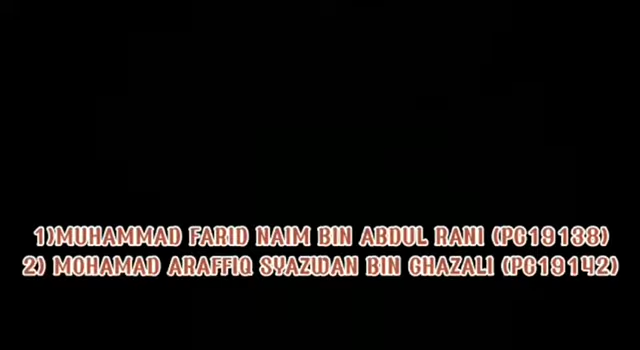 1)MUHAMMAD FARID NAIM BIN ABDUL RANI (PG19138)
2) MOHAMAD ARAFFIQ SYAZWAN BIN GHAZALI (PG19142)